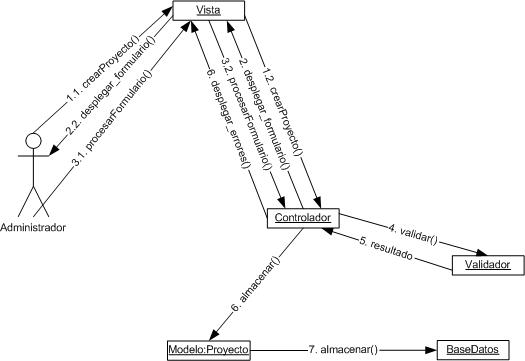 Vista
1.1. crearProyecto()
2.2. desplegar_formulario()
3.1. procesarFormulario()
6. desplegar_errores()
3.2. procesarFormulario()
2. desplegar_formulario()
1.2. crearProyecto()
Administrador
Controlador
4. validar()
5. resultado
Validador
6. almacenar()
Modelo:Proyecto
7. almacenar()
BaseDatos